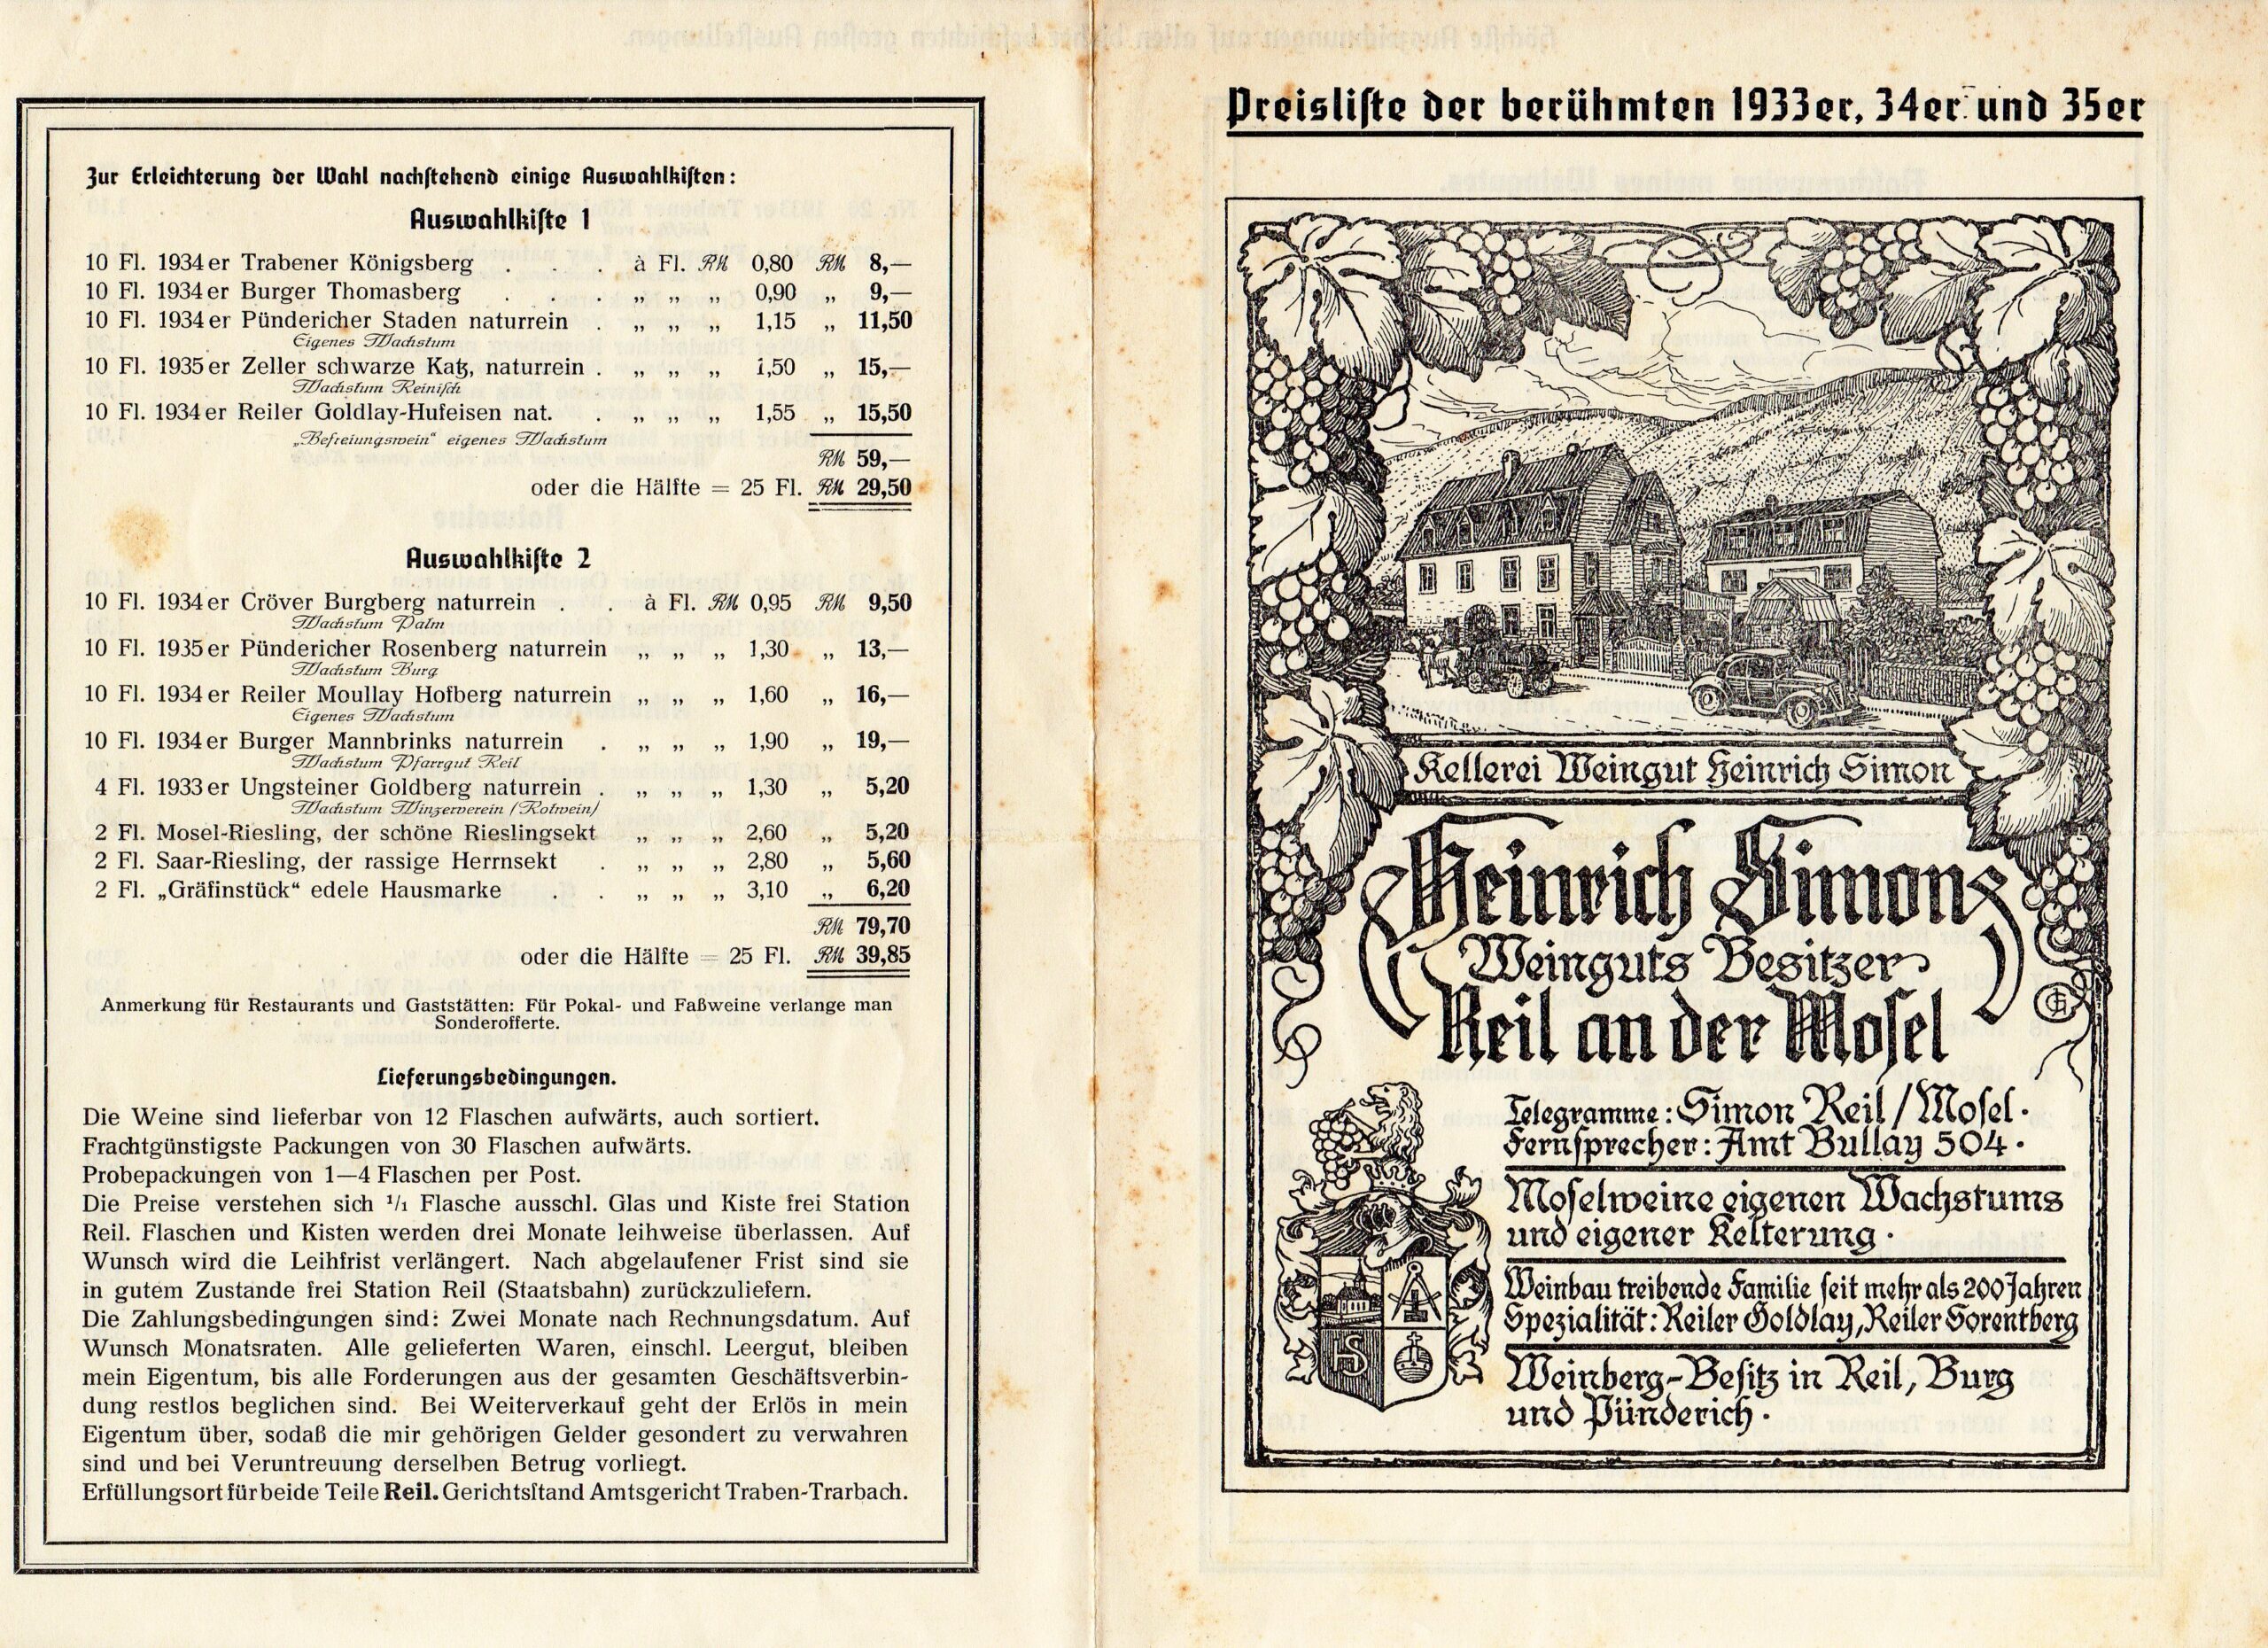 Zur Erleichterung der Wahl nachstehend einige Auswahlkisten:
Auswahlkiste 1
10 Fl. 1934er Trabener Königsberg . . à Fl. RM 0,80 RM 8,—
10 Fl. 1934er Burger Thomasberg . . „ „ „ 0,90 „ 9,—
10 Fl. 1934er Pündericher Staden naturrein . „ „ „ 1,15 „ 11,50
Eigenes Wachstum
10 Fl. 1935er Zeller schwarze Katz, naturrein . „ „ „ 1,50 „ 15,—
Wachstum Reinisch
10 Fl. 1934er Reiler Goldlay-Hufeisen nat. . „ „ „ 1,55 „ 15,50
„Befreiungswein“ eigenes Wachstum
RM 59,—
oder die Hälfte = 25 Fl. RM 29,50
Auswahlkiste 2
10 Fl. 1934er Cröver Burgberg naturrein . . à Fl. RM 0,95 RM 9,50
Wachstum Palm
10 Fl. 1935er Pündericher Rosenberg naturrein „ „ „ 1,30 „ 13,—
Wachstum Burg
10 Fl. 1934er Reiler Moullay Hofberg naturrein „ „ „ 1,60 „ 16,—
Eigenes Wachstum
10 Fl. 1934er Burger Mannbrinks naturrein . „ „ „ 1,90 „ 19,—
Wachstum Pfarrgut Reil
4 Fl. 1933er Ungsteiner Goldberg naturrein . „ „ „ 1,30 „ 5,20
Wachstum Winzerverein (Rotwein)
2 Fl. Mosel-Riesling, der schöne Rieslingsekt „ „ „ 2,60 „ 5,20
2 Fl. Saar-Riesling, der rassige Herrnsekt . „ „ „ 2,80 „ 5,60
2 Fl. „Gräfinstück“ edele Hausmarke . . „ „ „ 3,10 „ 6,20
RM 79,70
oder die Hälfte = 25 Fl. RM 39,85
Anmerkung für Restaurants und Gaststätten: Für Pokal- und Faßweine verlange man
Sonderofferte.
Lieferungsbedingungen.
Die Weine sind lieferbar von 12 Flaschen aufwärts, auch sortiert.
Frachtgünstigste Packungen von 30 Flaschen aufwärts.
Probepackungen von 1—4 Flaschen per Post.
Die Preise verstehen sich 1/1 Flasche ausschl. Glas und Kiste frei Station
Reil. Flaschen und Kisten werden drei Monate leihweise überlassen. Auf
Wunsch wird die Leihfrist verlängert. Nach abgelaufener Frist sind sie
in gutem Zustande frei Station Reil (Staatsbahn) zurückzuliefern.
Die Zahlungsbedingungen sind: Zwei Monate nach Rechnungsdatum. Auf
Wunsch Monatsraten. Alle gelieferten Waren, einschl. Leergut, bleiben
mein Eigentum, bis alle Forderungen aus der gesamten Geschäftsverbin-
dung restlos beglichen sind. Bei Weiterverkauf geht der Erlös in mein
Eigentum über, sodaß die mir gehörigen Gelder gesondert zu verwahren
sind und bei Veruntreuung derselben Betrug vorliegt.
Erfüllungsort für beide Teile Reil. Gerichtsstand Amtsgericht Traben-Trarbach.
Preisliste der berühmten 1933er, 34er und 35er
Kellerei Weingut Heinrich Simon
Heinrich Simon
Weinguts Besitzer
Reil an der Mosel
Telegramme: Simon Reil/Mosel.
Fernsprecher: Amt Bullay 504.
Moselweine eigenen Wachstums
und eigener Kelterung.
Weinbau treibende Familie seit mehr als 200 Jahren
Spezialität: Reiler Goldlay, Reiler Sorentberg
HS
Weinberg-Besitz in Reil, Burg
und Pünderich.